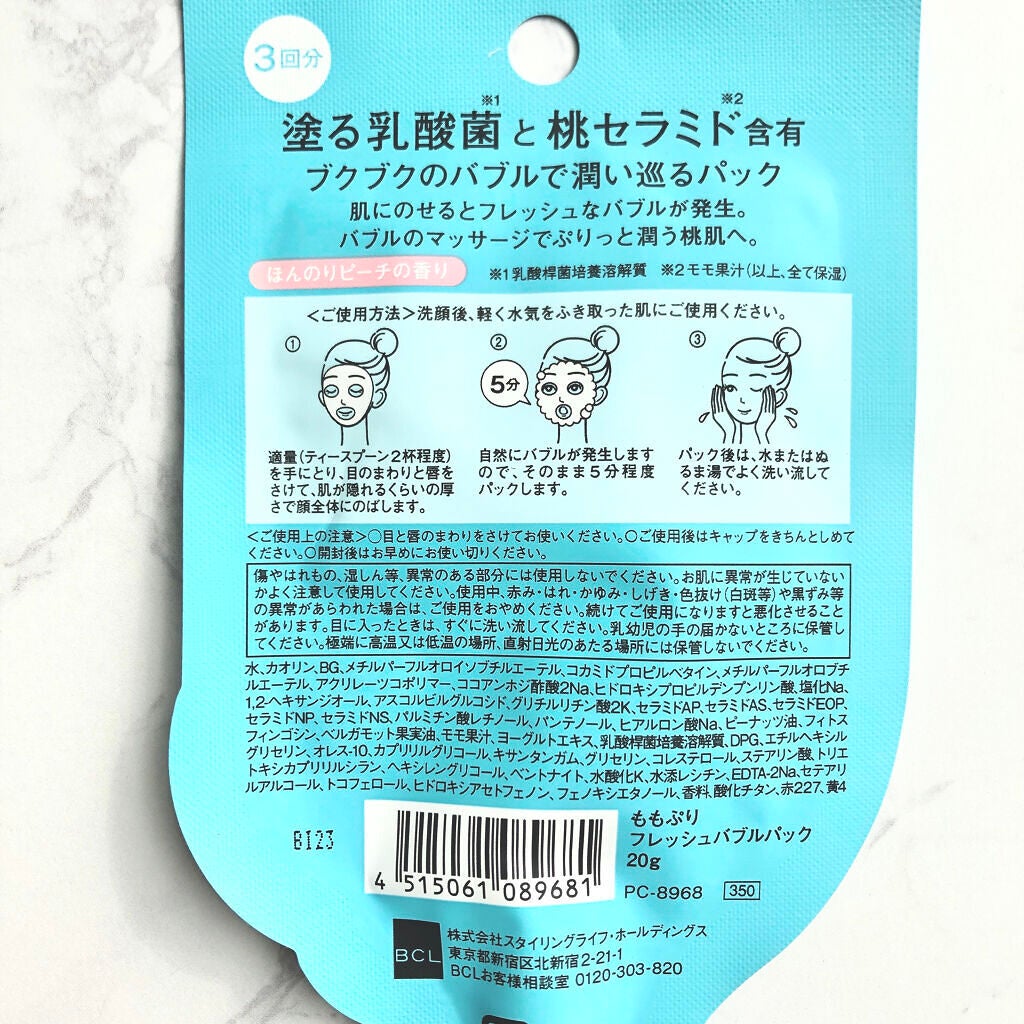 3回分
塗る乳酸菌※1と桃セラミド※2含有
ブクブクのバブルで潤い巡るパック
肌にのせるとフレッシュなバブルが発生。
バブルのマッサージでぷりっと潤う桃肌へ。
ほんのりピーチの香り ※1乳酸桿菌培養溶解質 ※2モモ果汁(以上、全て保湿)
<ご使用方法>洗顔後、軽く水気をふき取った肌にご使用ください。
①
適量(ティースプーン2杯程度)
を手にとり、目のまわりと唇を
さけて、肌が隠れるくらいの厚
さで顔全体にのばします。
②
5分
自然にバブルが発生します
ので、そのまま5分程度
パックします。
③
パック後は、水またはぬ
るま湯でよく洗い流して
ください。
<ご使用上の注意>○目と唇のまわりをさけてお使いください。○ご使用後はキャップをきちんとしめて
ください。○開封後はお早めにお使い切りください。
傷やはれもの、湿しん等、異常のある部分には使用しないでください。お肌に異常が生じていない
かよく注意して使用してください。使用中、赤み・はれ・かゆみ・しげき・色抜け(白斑等)や黒ずみ等
の異常があらわれた場合は、ご使用をおやめください。続けてご使用になりますと悪化させること
があります。目に入ったときは、すぐに洗い流してください。乳幼児の手の届かないところに保管し
てください。極端に高温又は低温の場所、直射日光のあたる場所には保管しないでください。
水、カオリン、BG、メチルパーフルオロイソブチルエーテル、コカミドプロピルベタイン、メチルパーフルオロブチ
ルエーテル、アクリレーツコポリマー、ココアンホジ酢酸2Na、ヒドロキシプロピルデンプンリン酸、塩化Na、
1,2-ヘキサンジオール、アスコルビルグルコシド、グリチルリチン酸2K、セラミドAP、セラミドAS、セラミドEOP、
セラミドNP、セラミドNS、パルミチン酸レチノール、パンテノール、ヒアルロン酸Na、ピーナッツ油、フィトス
フィンゴシン、ベルガモット果実油、モモ果汁、ヨーグルトエキス、乳酸桿菌培養溶解質、DPG、エチルヘキシル
グリセリン、オレス-10、カプリリルグリコール、キサンタンガム、グリセリン、コレステロール、ステアリン酸、トリエ
トキシカプリリルシラン、ヘキシレングリコール、ベントナイト、水酸化K、水添レシチン、EDTA-2Na、セテアリ
ルアルコール、トコフェロール、ヒドロキシアセトフェノン、フェノキシエタノール、香料、酸化チタン、赤227、黄4
BI23
4 515061 089681
ももぷり
フレッシュバブルパック
20g
PC-8968 350
BCL
株式会社スタイリングライフ・ホールディングス
東京都新宿区北新宿2-21-1
BCLお客様相談室 0120-303-820